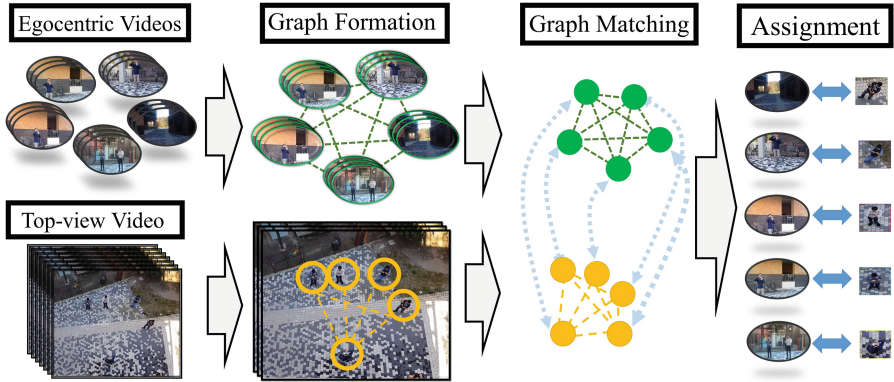 Egocentric Videos
Graph Formation
Graph Matching
Assignment
Top-view Video